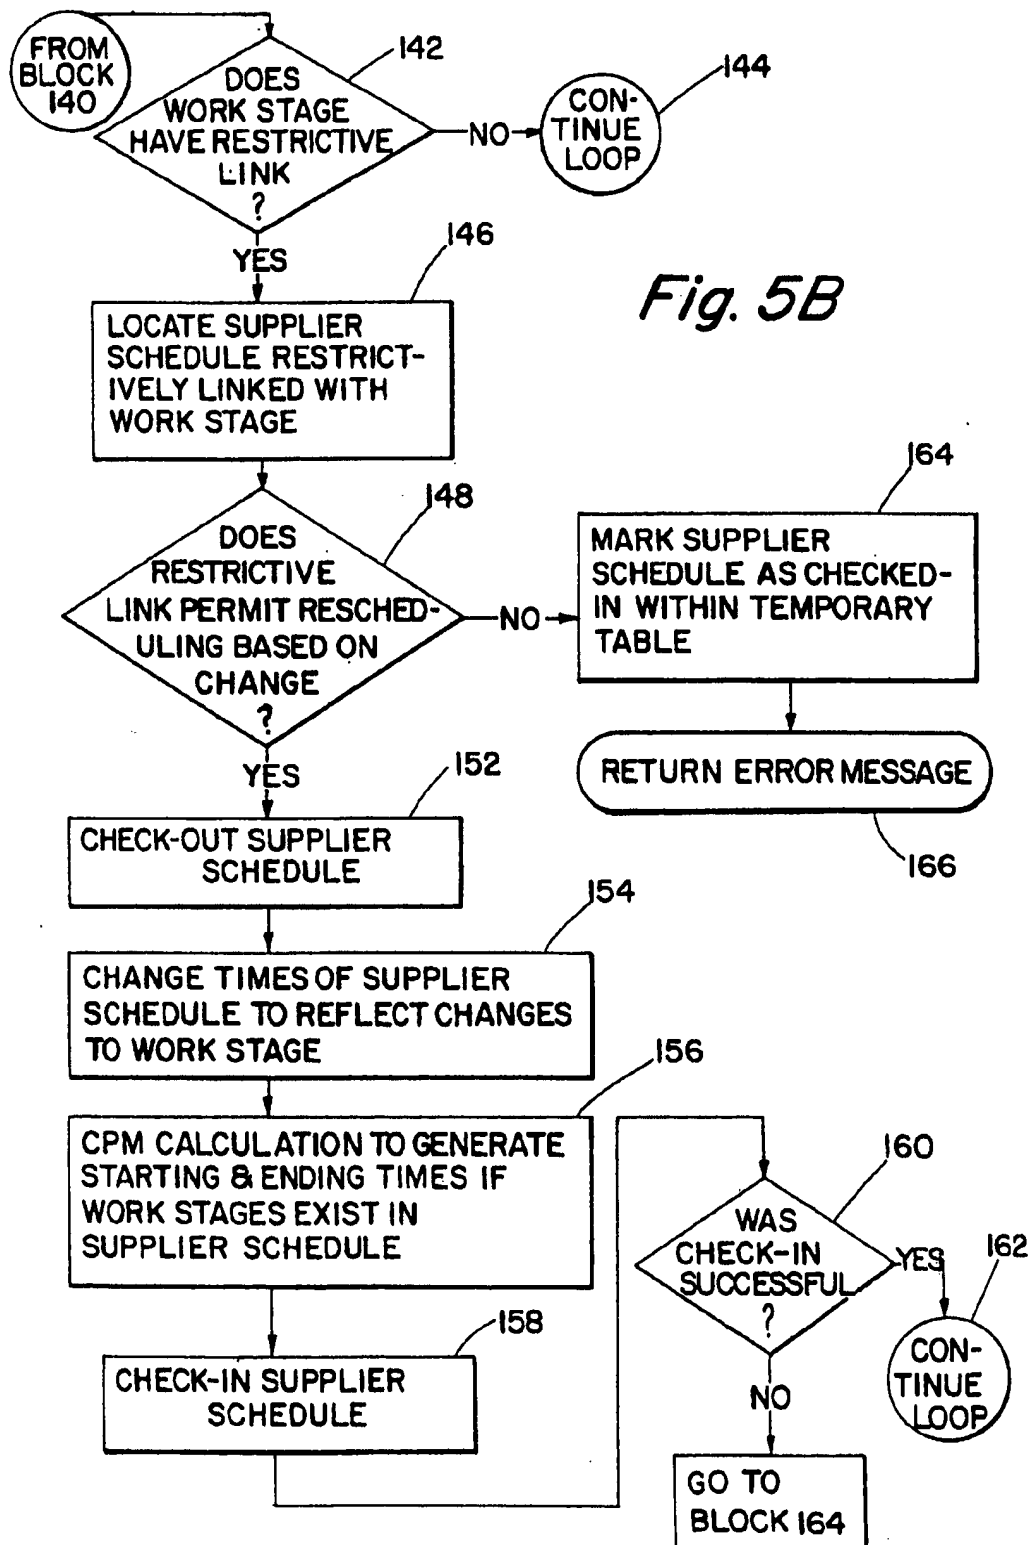 FROM
BLOCK
140
142
DOES
WORK STAGE
HAVE RESTRICTIVE
LINK
?
NO
CON-
TINUE
LOOP
144
YES
146
Fig. 5B
LOCATE SUPPLIER
SCHEDULE RESTRICT-
IVELY LINKED WITH
WORK STAGE
148
DOES
RESTRICTIVE
LINK PERMIT RESCHED-
ULING BASED ON
CHANGE
?
NO
164
MARK SUPPLIER
SCHEDULE AS CHECKED-
IN WITHIN TEMPORARY
TABLE
RETURN ERROR MESSAGE
166
YES
152
CHECK-OUT SUPPLIER
SCHEDULE
154
CHANGE TIMES OF SUPPLIER
SCHEDULE TO REFLECT CHANGES
TO WORK STAGE
156
CPM CALCULATION TO GENERATE
STARTING & ENDING TIMES IF
WORK STAGES EXIST IN
SUPPLIER SCHEDULE
158
CHECK-IN SUPPLIER
SCHEDULE
160
WAS
CHECK-IN
SUCCESSFUL
?
YES
162
CON-
TINUE
LOOP
NO
GO TO
BLOCK 164